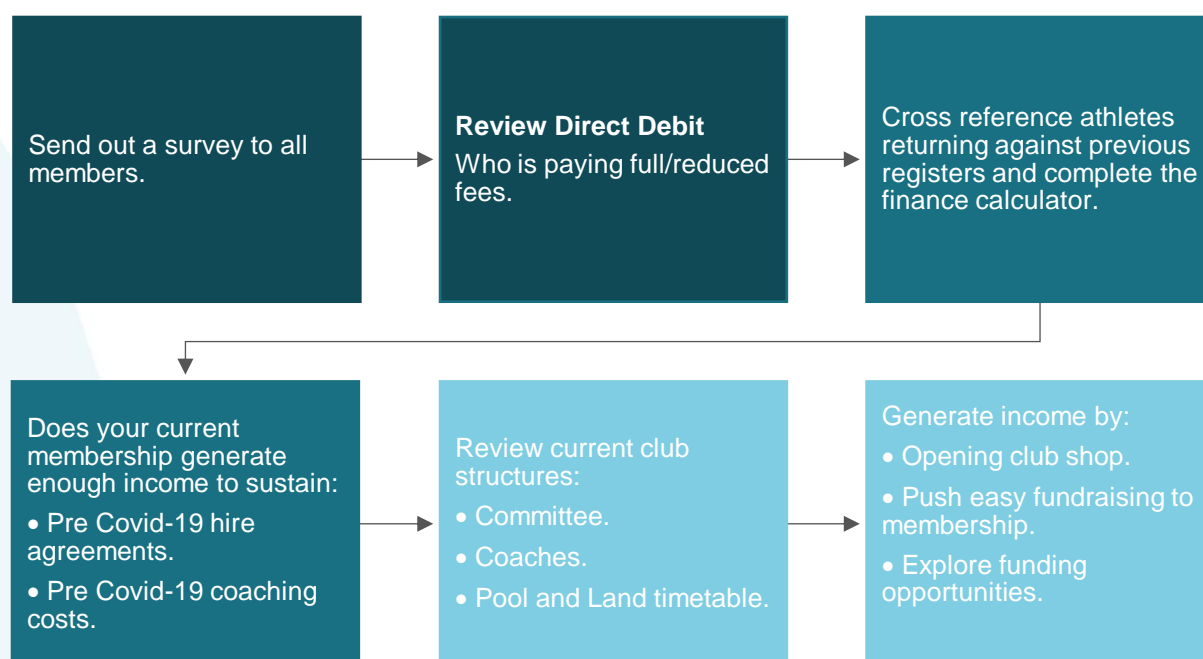 Send out a survey to all
members.
Review Direct Debit
Who is paying full/reduced
fees.
Cross reference athletes
returning against previous
registers and complete the
finance calculator.
Does your current
membership generate
enough income to sustain:
• Pre Covid-19 hire
agreements.
• Pre Covid-19 coaching
costs.
Review current club
structures:
• Committee.
• Coaches.
• Pool and Land timetable.
Generate income by:
• Opening club shop.
• Push easy fundraising to
membership.
• Explore funding
opportunities.